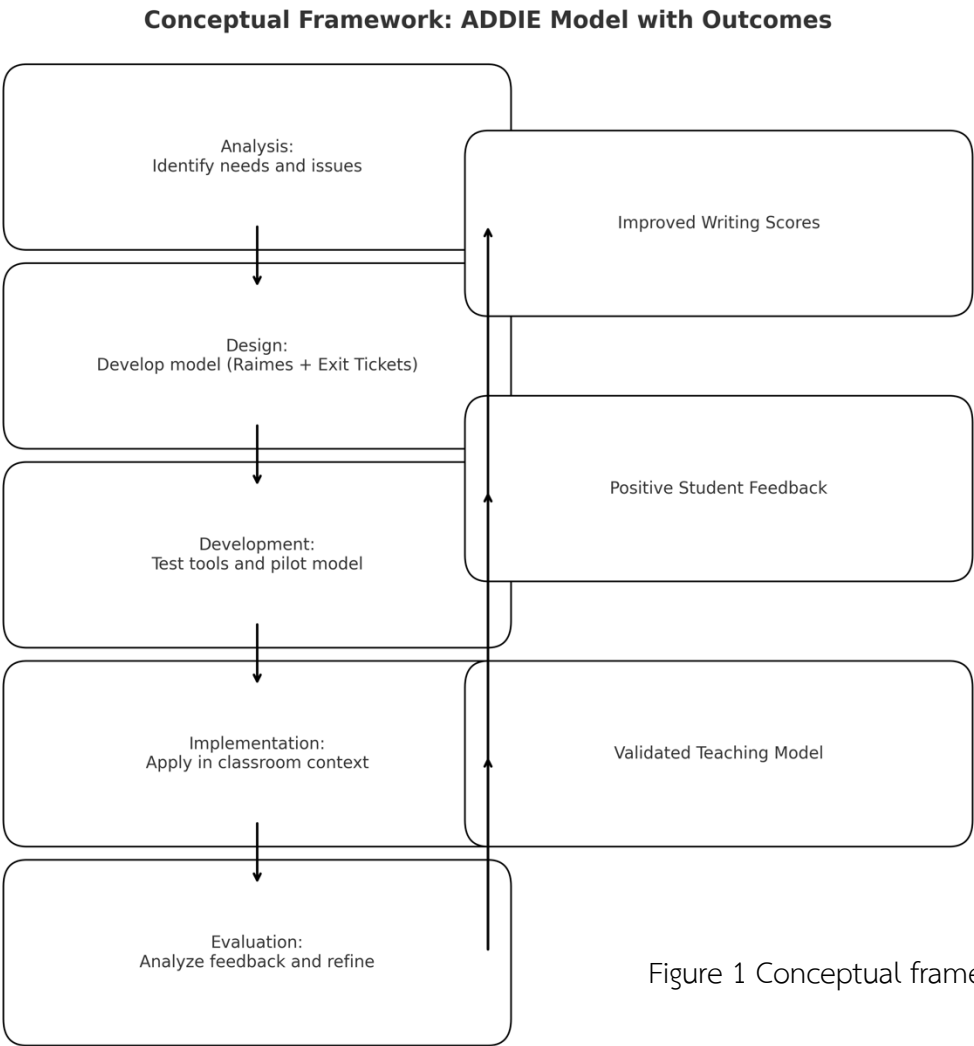 Conceptual Framework: ADDIE Model with Outcomes
Analysis:
Identify needs and issues
Design:
Develop model (Raimes + Exit Tickets)
Development:
Test tools and pilot model
Implementation:
Apply in classroom context
Evaluation:
Analyze feedback and refine
Improved Writing Scores
Positive Student Feedback
Validated Teaching Model
Figure 1 Conceptual frame